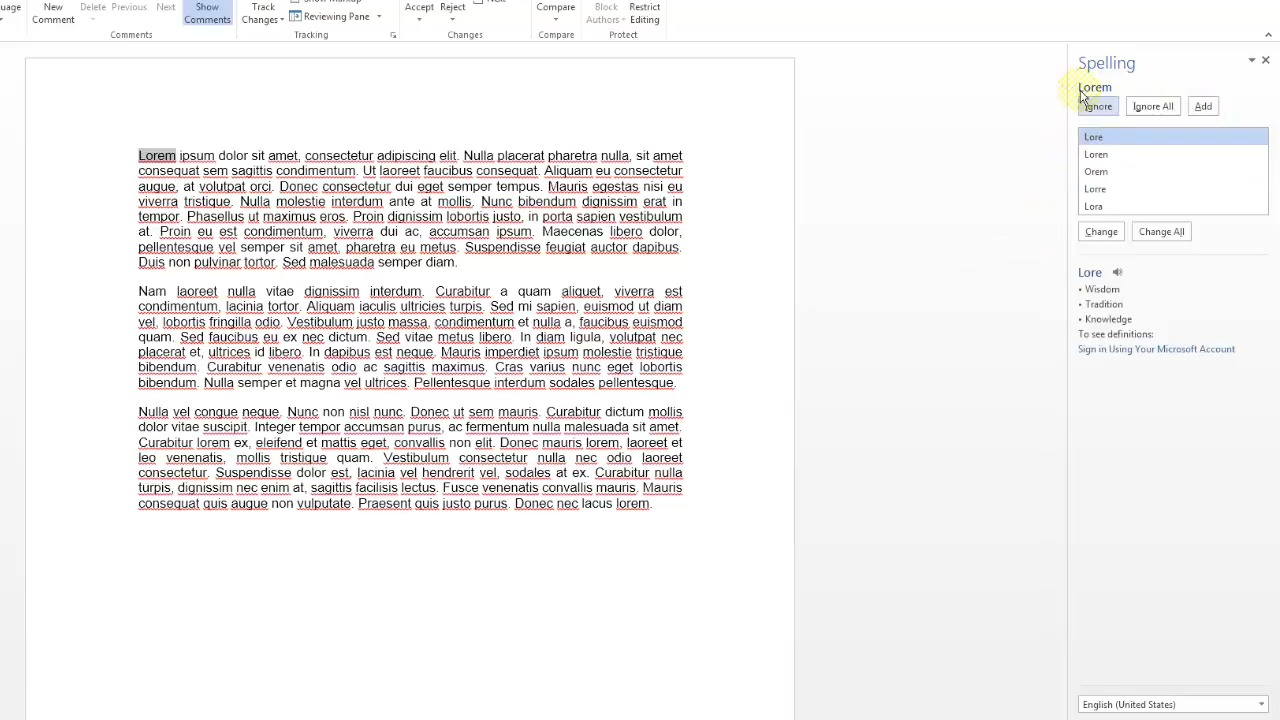 uage
New
Comment
Delete
Previous
Next
Show
Comments
Comments
Track
Changes
Show Markup
Reviewing Pane
Tracking
Accept
Reject
Next
Changes
Compare
Compare
Block
Authors
Restrict
Editing
Protect
Lorem ipsum dolor sit amet, consectetur adipiscing elit. Nulla placerat pharetra nulla, sit amet
consequat sem sagittis condimentum. Ut laoreet faucibus consequat. Aliquam eu consectetur
augue, at volutpat orci. Donec consectetur dui eget semper tempus. Mauris egestas nisi eu
viverra tristique. Nulla molestie interdum ante at mollis. Nunc bibendum dignissim erat in
tempor. Phasellus ut maximus eros. Proin dignissim lobortis justo, in porta sapien vestibulum
at. Proin eu est condimentum, viverra dui ac, accumsan ipsum. Maecenas libero dolor,
pellentesque vel semper sit amet, pharetra eu metus. Suspendisse feugiat auctor dapibus.
Duis non pulvinar tortor. Sed malesuada semper diam.
Nam laoreet nulla vitae dignissim interdum. Curabitur a quam aliquet, viverra est
condimentum, lacinia tortor. Aliquam iaculis ultricies turpis. Sed mi sapien, euismod ut diam
vel, lobortis fringilla odio. Vestibulum justo massa, condimentum et nulla a, faucibus euismod
quam. Sed faucibus eu ex nec dictum. Sed vitae metus libero. In diam ligula, volutpat nec
placerat et, ultrices id libero. In dapibus est neque. Mauris imperdiet ipsum molestie tristique
bibendum. Curabitur venenatis odio ac sagittis maximus. Cras varius nunc eget lobortis
bibendum. Nulla semper et magna vel ultrices. Pellentesque interdum sodales pellentesque.
Nulla vel congue neque. Nunc non nisl nunc. Donec ut sem mauris. Curabitur dictum mollis
dolor vitae suscipit. Integer tempor accumsan purus, ac fermentum nulla malesuada sit amet.
Curabitur lorem ex, eleifend et mattis eget, convallis non elit. Donec mauris lorem, laoreet et
leo venenatis, mollis tristique quam. Vestibulum consectetur nulla nec odio laoreet
consectetur. Suspendisse dolor est, lacinia vel hendrerit vel, sodales at ex. Curabitur nulla
turpis, dignissim nec enim at, sagittis facilisis lectus. Fusce venenatis convallis mauris. Mauris
consequat quis augue non vulputate. Praesent quis justo purus. Donec nec lacus lorem.
Spelling
Lorem
Ignore
Ignore All
Add
Lore
Loren
Orem
Lorre
Lora
Change
Change All
Lore
• Wisdom
• Tradition
• Knowledge
To see definitions:
Sign in Using Your Microsoft Account
English (United States)